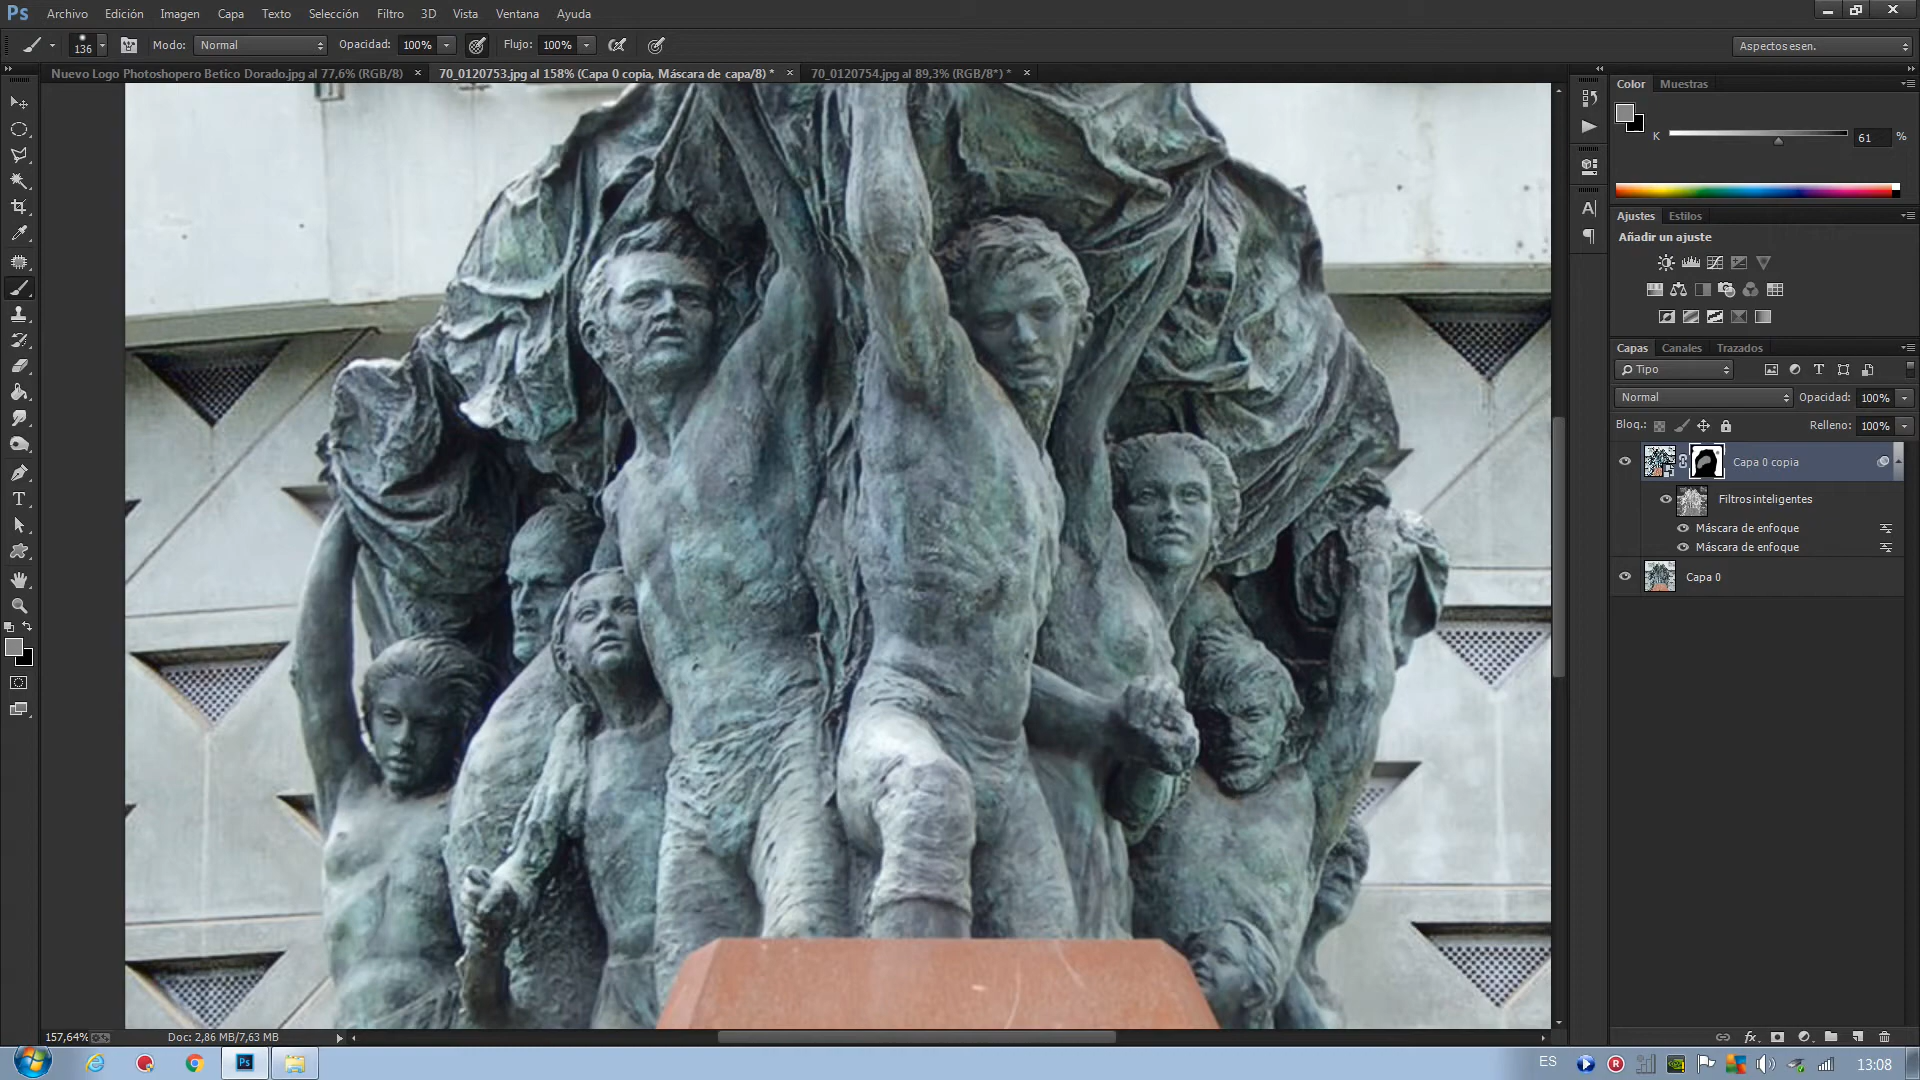 Ps Archivo Edición Imagen Capa Texto Selección Filtro 3D Vista Ventana Ayuda
136 Modo: Normal Opacidad: 100% Flujo: 100% Aspectos esen.
Nuevo Logo Photoshopero Betico Dorado.jpg al 77,6% (RGB/8) × 70_0120753.jpg al 158% (Capa 0 copia, Máscara de capa/8) * × 70_0120754.jpg al 89,3% (RGB/8*) * ×
Color Muestras
K 61 %
Ajustes Estilos
Añadir un ajuste
Capas Canales Trazados
Tipo
Normal Opacidad: 100%
Bloq.: Relleno: 100%
Capa 0 copia
Filtros inteligentes
Máscara de enfoque
Máscara de enfoque
Capa 0
157,64% Doc: 2,86 MB/7,63 MB
Ps ES 13:08